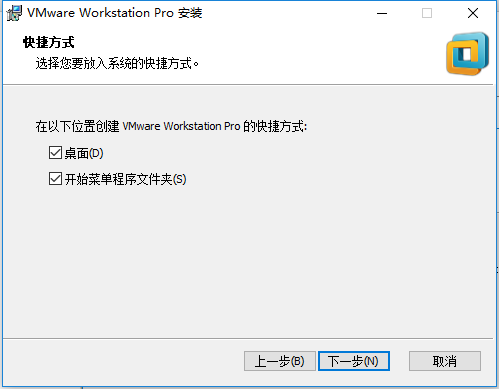 VMware Workstation Pro 安装
快捷方式
选择您要放入系统的快捷方式。
在以下位置创建 VMware Workstation Pro 的快捷方式:
桌面(D)
开始菜单程序文件夹(S)
上一步(B) 下一步(N) 取消